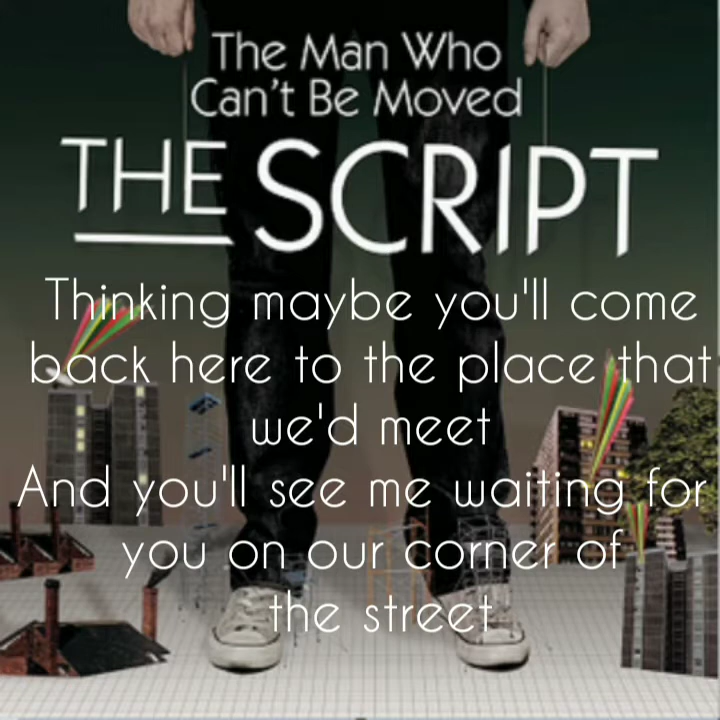 The Man Who
Can't Be Moved
THE SCRIPT
Thinking maybe you'll come
back here to the place that
we'd meet
And you'll see me waiting for
you on our corner of
the street